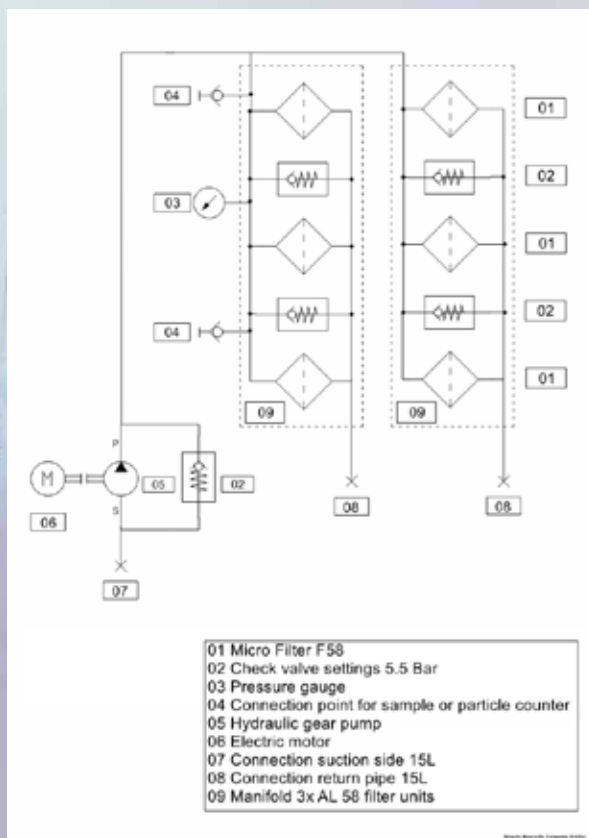 04
01
02
03
01
04
02
01
09
09
P
M
05
02
S
06
08
08
07
01 Micro Filter F58
02 Check valve settings 5.5 Bar
03 Pressure gauge
04 Connection point for sample or particle counter
05 Hydraulic gear pump
06 Electric motor
07 Connection suction side 15L
08 Connection return pipe 15L
09 Manifold 3x AL 58 filter units